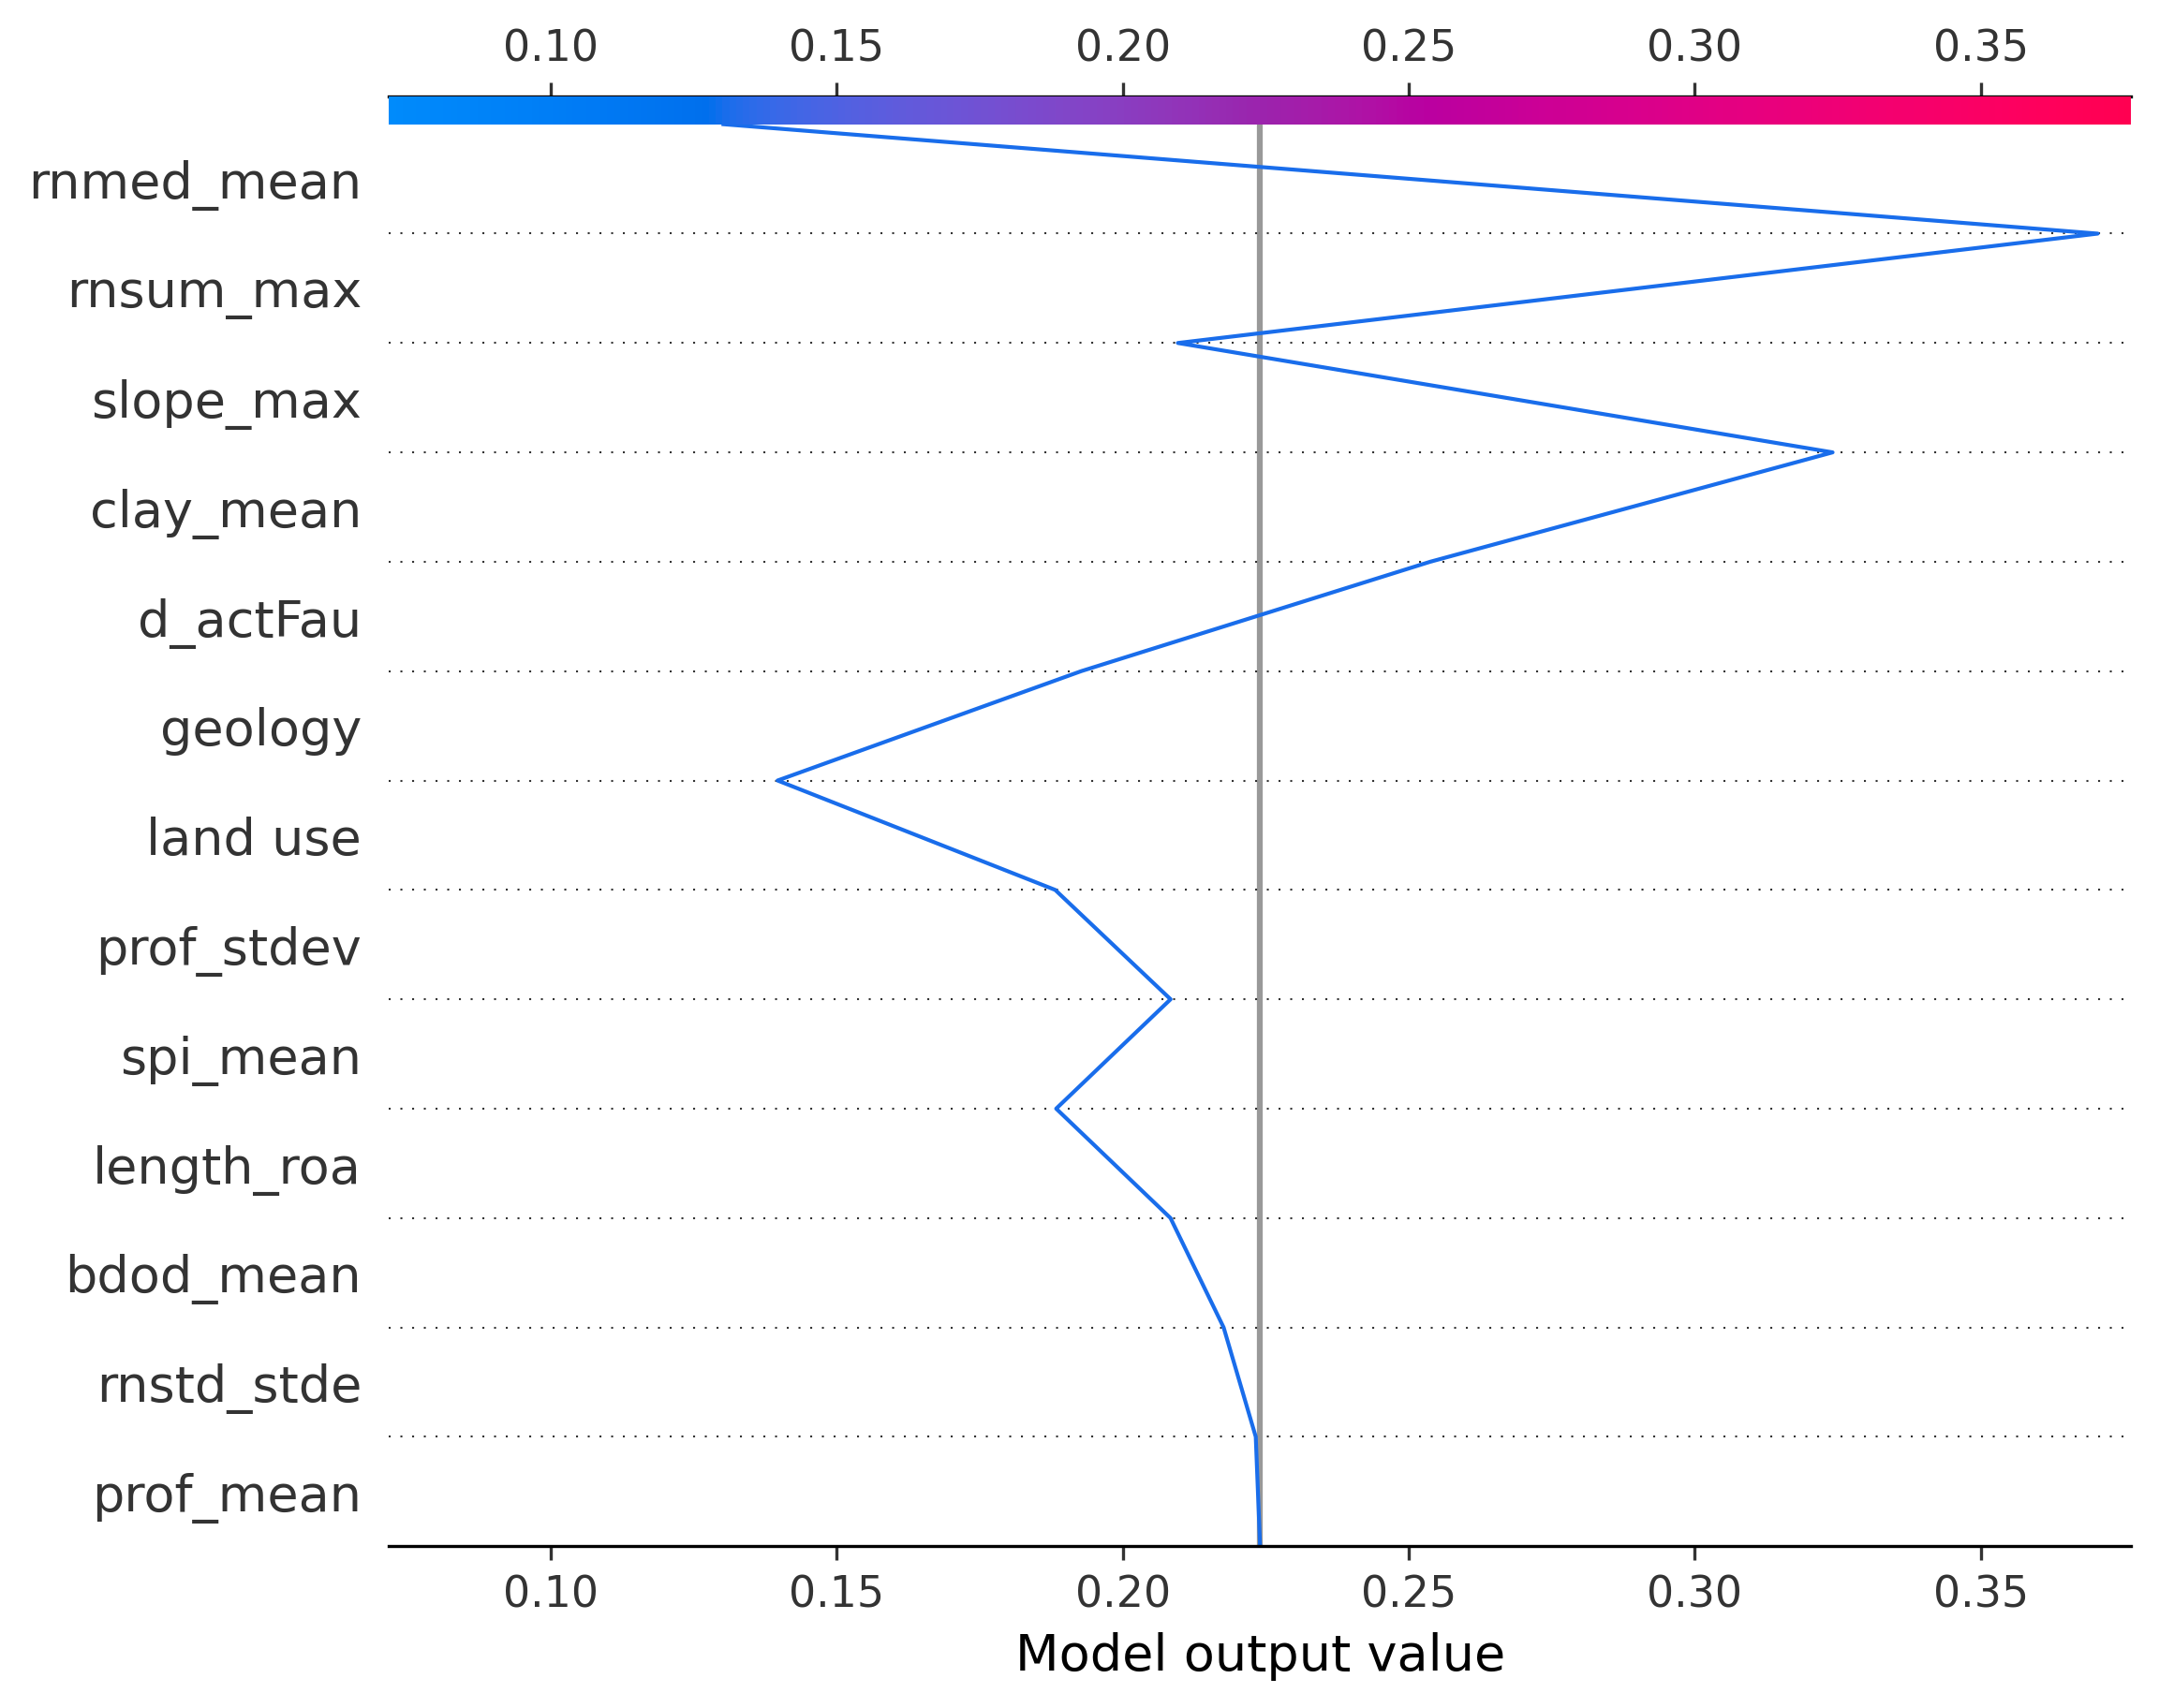 0.10 0.15 0.20 0.25 0.30 0.35
rnmed_mean
rnsum_max
slope_max
clay_mean
d_actFau
geology
land use
prof_stdev
spi_mean
length_roa
bdod_mean
rnstd_stde
prof_mean
0.10 0.15 0.20 0.25 0.30 0.35
Model output value